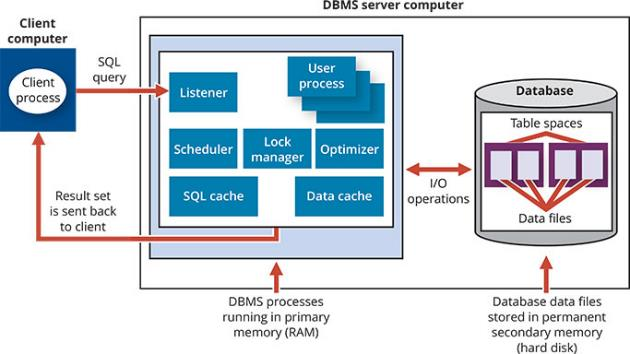 DBMS server computer
Client
computer
Client
process
SQL
query
Listener
User
process
Scheduler
Lock
manager
Optimizer
SQL cache
Data cache
Result set
is sent back
to client
I/O
operations
Database
Table spaces
Data files
DBMS processes
running in primary
memory (RAM)
Database data files
stored in permanent
secondary memory
(hard disk)